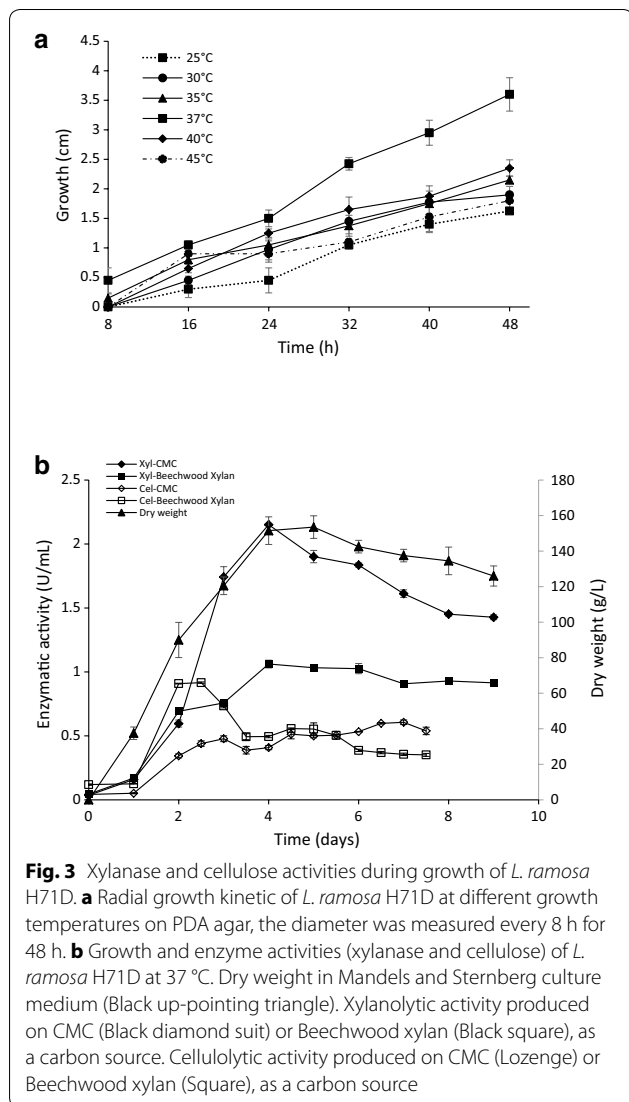 a
4.5
4
3.5
3
2.5
2
1.5
1
0.5
0
Growth (cm)
25°C
30°C
35°C
37°C
40°C
45°C
8 16 24 32 40 48
Time (h)
b
Xyl-CMC
Xyl-Beechwood Xylan
Cel-CMC
Cel-Beechwood Xylan
Dry weight
2.5
2
1.5
1
0.5
0
Enzymatic activity (U/mL)
180
160
140
120
100
80
60
40
20
0
Dry weight (g/L)
0 2 4 6 8 10
Time (days)
Fig. 3 Xylanase and cellulose activities during growth of L. ramosa
H71D. a Radial growth kinetic of L. ramosa H71D at different growth
temperatures on PDA agar, the diameter was measured every 8 h for
48 h. b Growth and enzyme activities (xylanase and cellulose) of L.
ramosa H71D at 37 °C. Dry weight in Mandels and Sternberg culture
medium (Black up-pointing triangle). Xylanolytic activity produced
on CMC (Black diamond suit) or Beechwood xylan (Black square), as
a carbon source. Cellulolytic activity produced on CMC (Lozenge) or
Beechwood xylan (Square), as a carbon source